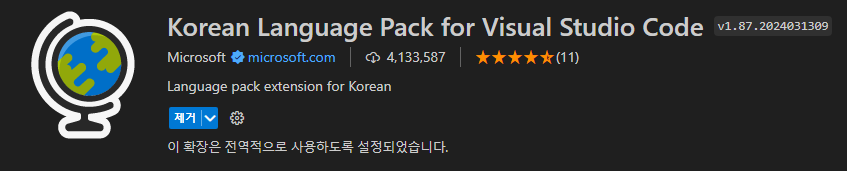 Korean Language Pack for Visual Studio Code v1.87.2024031309
Microsoft microsoft.com 4,133,587 (11)
Language pack extension for Korean
제거
이 확장은 전역적으로 사용하도록 설정되었습니다.